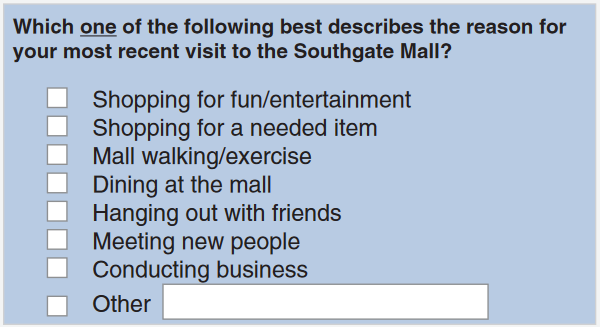 Which one of the following best describes the reason for
your most recent visit to the Southgate Mall?
Shopping for fun/entertainment
Shopping for a needed item
Mall walking/exercise
Dining at the mall
Hanging out with friends
Meeting new people
Conducting business
Other